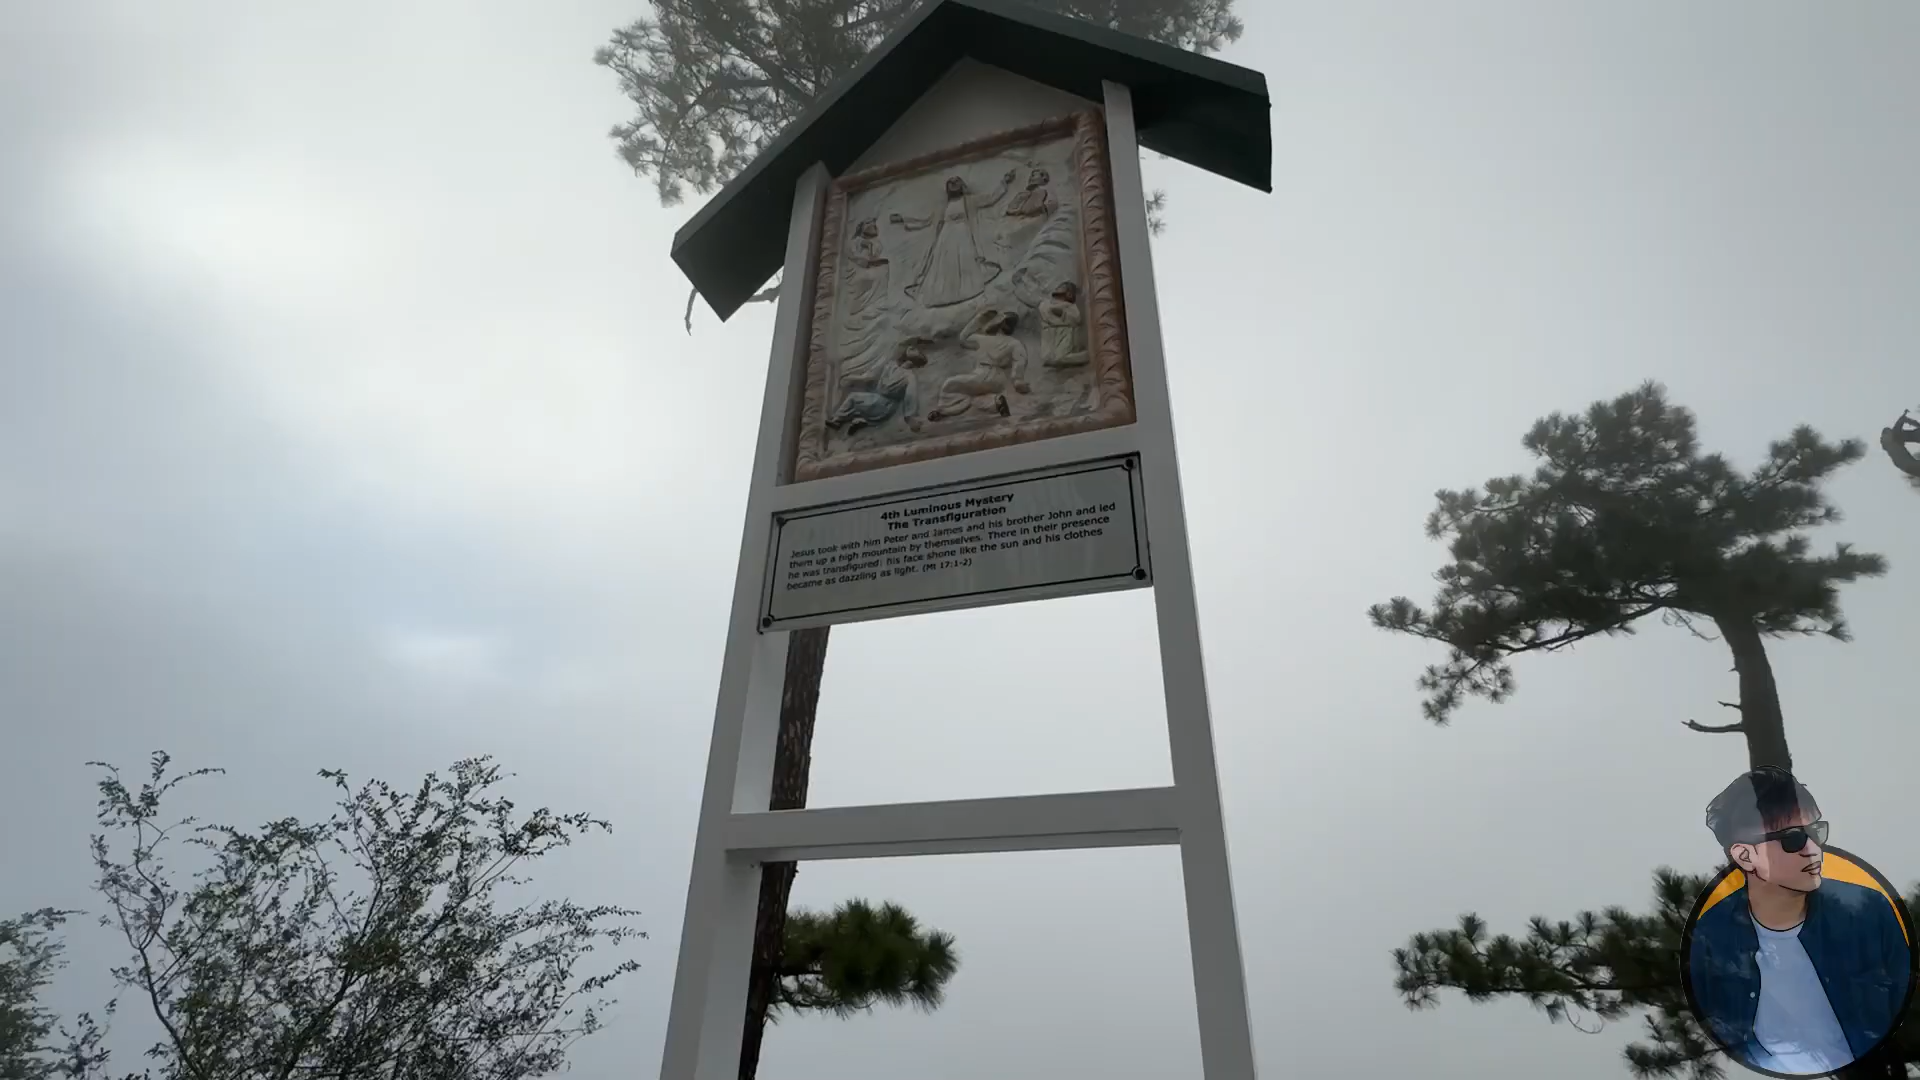 4th Luminous Mystery
The Transfiguration
Jesus took with him Peter and James and his brother John and led
them up a high mountain by themselves. There in their presence
he was transfigured: his face shone like the sun and his clothes
became as dazzling as light. (Mt 17:1-2)